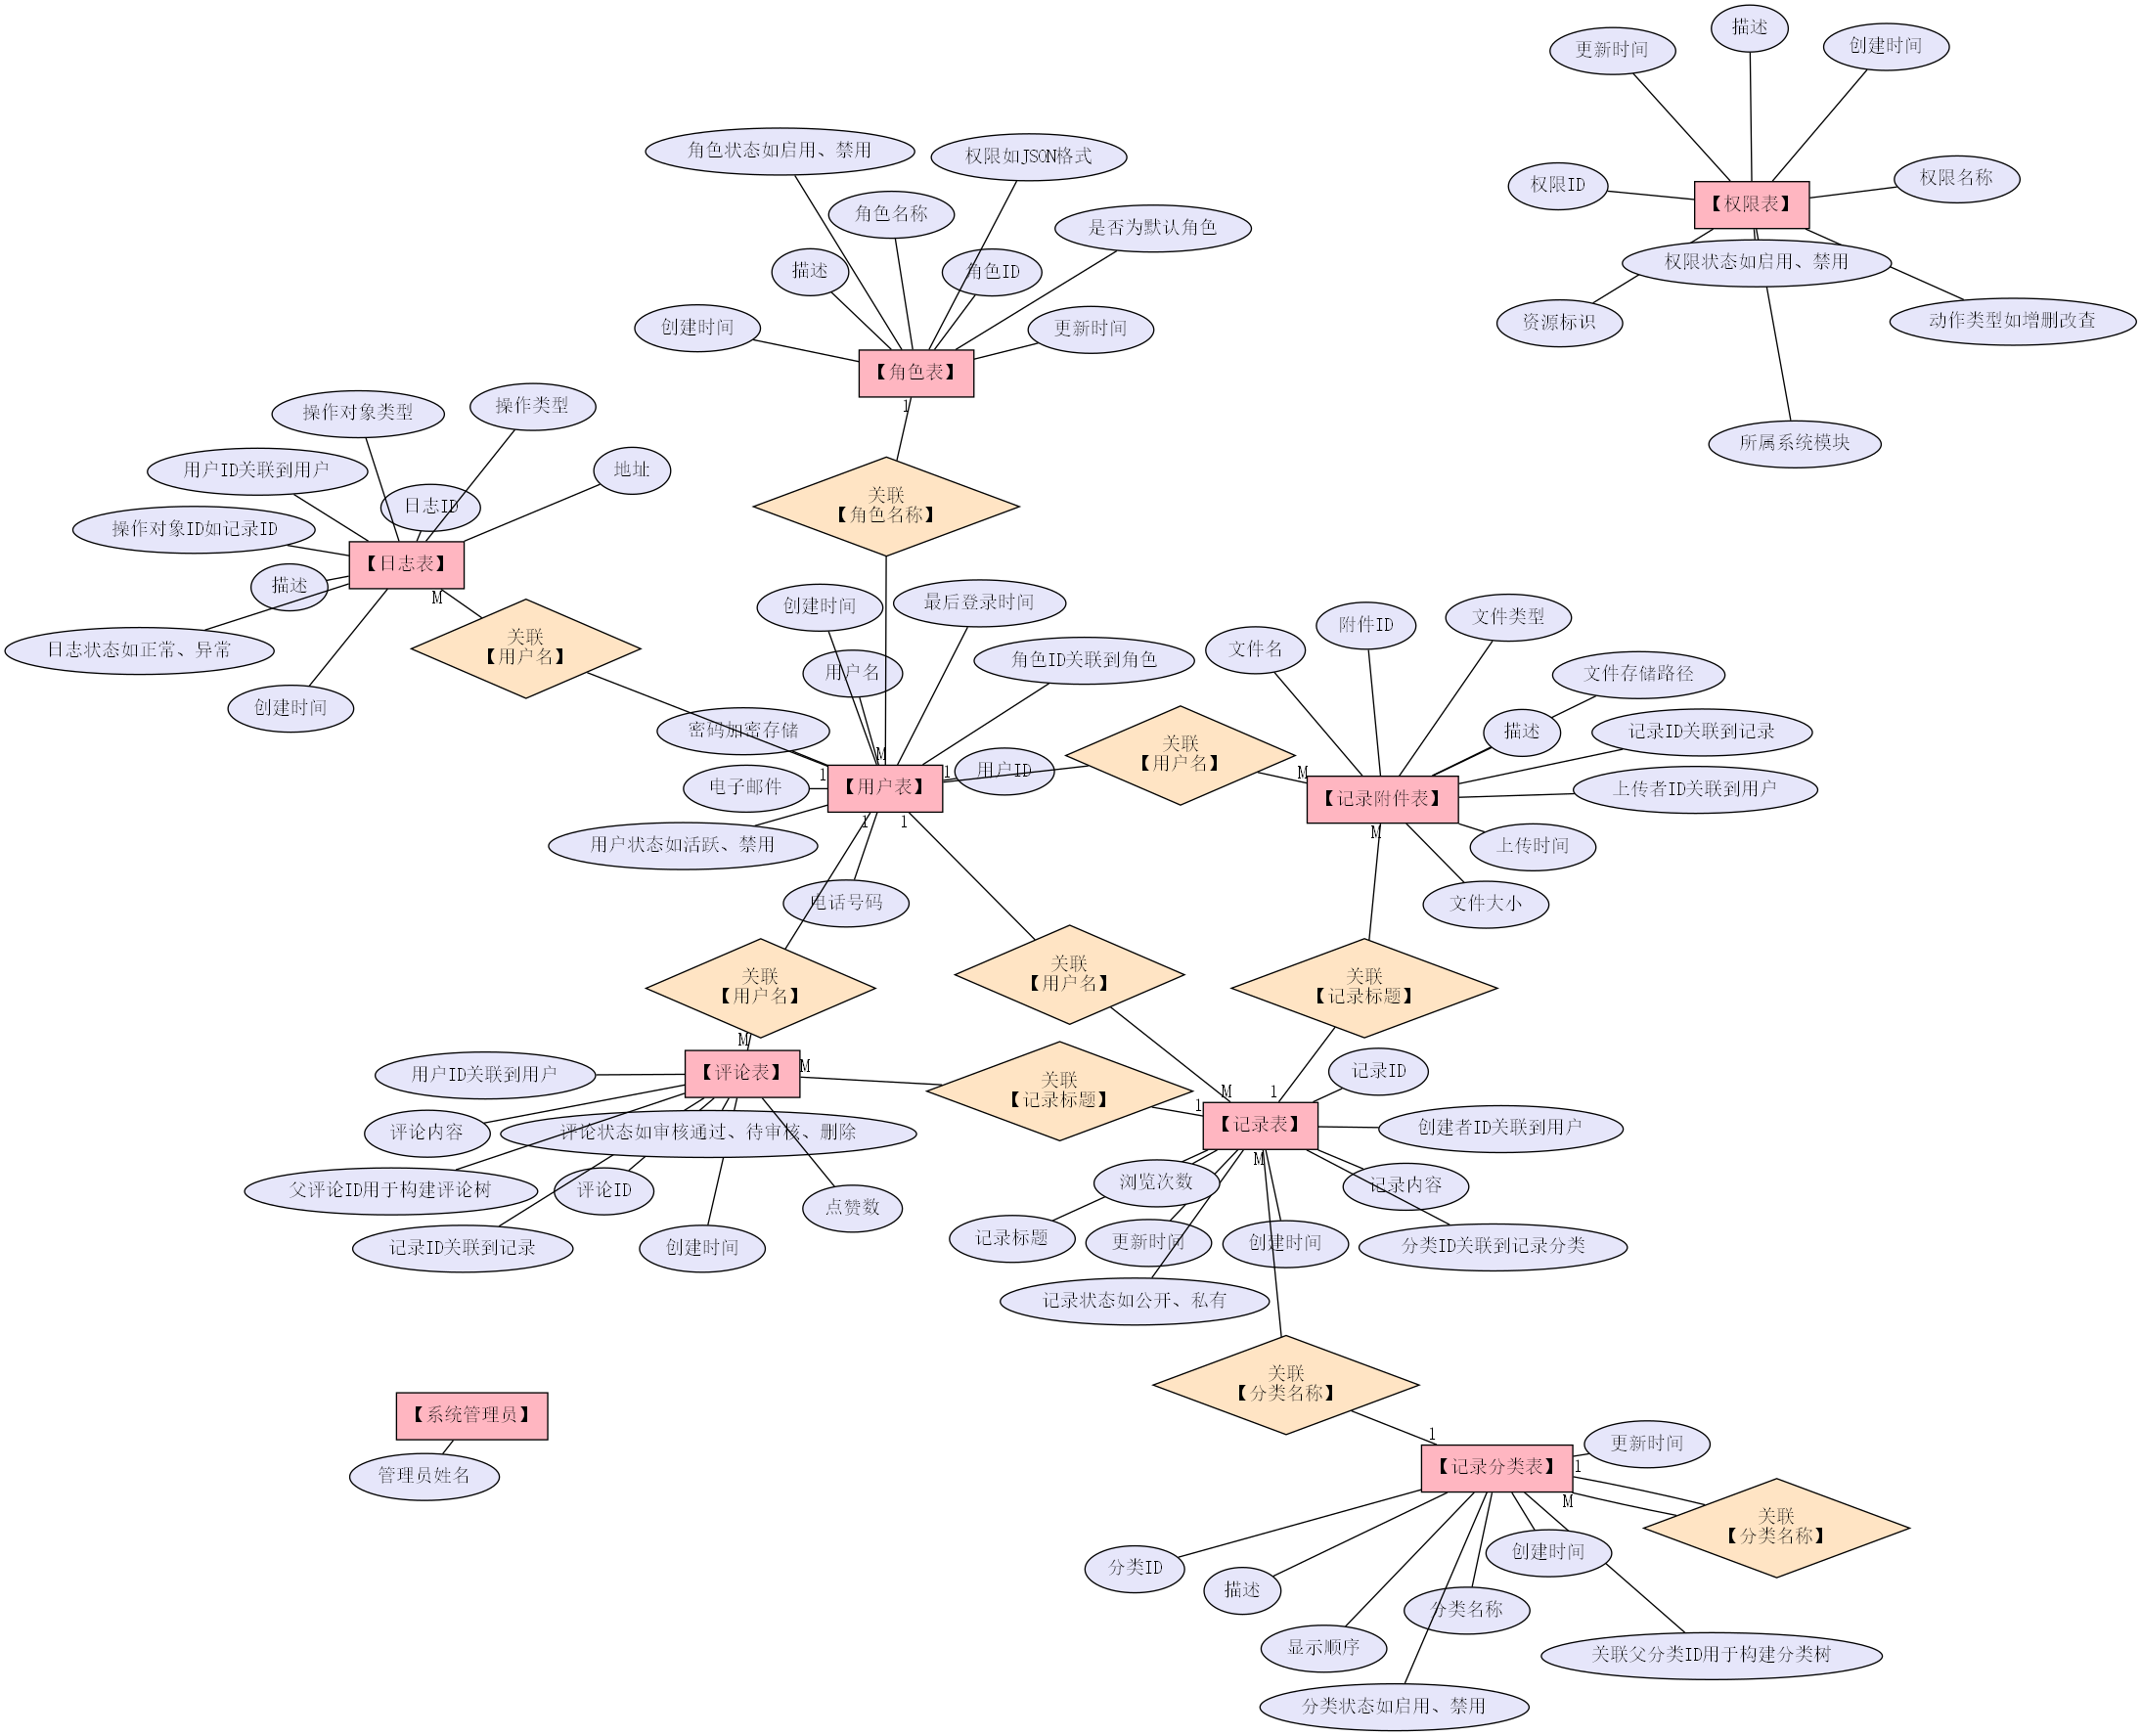 描述
创建时间
更新时间
权限ID
权限名称
【权限表】
权限状态如启用、禁用
资源标识
动作类型如增删改查
所属系统模块
角色状态如启用、禁用
权限如JSON格式
角色名称
是否为默认角色
描述
角色ID
创建时间
更新时间
【角色表】
1
关联
【角色名称】
M
操作对象类型
操作类型
用户ID关联到用户
地址
日志ID
操作对象ID如记录ID
【日志表】
描述
M
日志状态如正常、异常
创建时间
关联
【用户名】
1
创建时间
最后登录时间
用户名
角色ID关联到角色
密码加密存储
用户ID
电子邮件
【用户表】
1
用户状态如活跃、禁用
1
1
电话号码
关联
【用户名】
M
文件名
附件ID
文件类型
文件存储路径
描述
记录ID关联到记录
上传者ID关联到用户
【记录附件表】
M
上传时间
文件大小
关联
【用户名】
M
关联
【用户名】
M
关联
【记录标题】
1
用户ID关联到用户
【评论表】
M
关联
【记录标题】
1
评论内容
评论状态如审核通过、待审核、删除
父评论ID用于构建评论树
评论ID
点赞数
记录ID关联到记录
创建时间
记录ID
【记录表】
创建者ID关联到用户
M
浏览次数
记录内容
记录标题
更新时间
创建时间
分类ID关联到记录分类
记录状态如公开、私有
关联
【分类名称】
1
【系统管理员】
管理员姓名
更新时间
【记录分类表】
1
M
关联
【分类名称】
创建时间
分类ID
描述
分类名称
显示顺序
关联父分类ID用于构建分类树
分类状态如启用、禁用